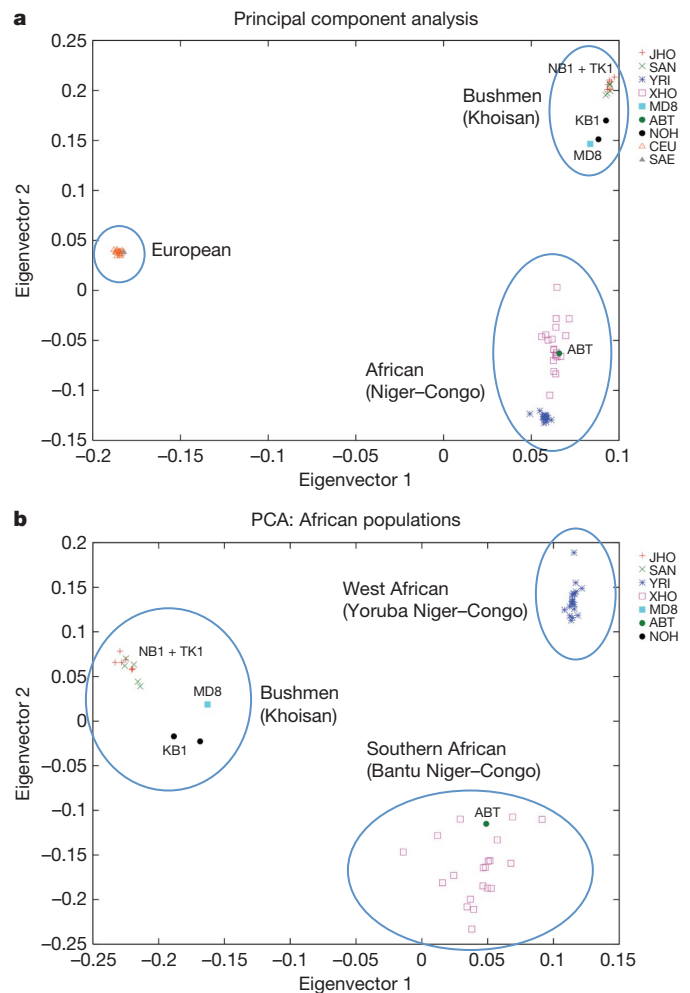 a
Principal component analysis
0.25
0.2
0.15
0.1
0.05
0
−0.05
−0.1
−0.15
Eigenvector 2
−0.2
−0.15
−0.1
−0.05
0
0.05
0.1
Eigenvector 1
NB1 + TK1
Bushmen
(Khoisan)
KB1
MD8
European
African
(Niger–Congo)
ABT
JHO
SAN
YRI
XHO
MD8
ABT
NOH
CEU
SAE
b
PCA: African populations
0.2
0.15
0.1
0.05
0
−0.05
−0.1
−0.15
−0.2
−0.25
Eigenvector 2
−0.25
−0.2
−0.15
−0.1
−0.05
0
0.05
0.1
0.15
Eigenvector 1
NB1 + TK1
MD8
KB1
Bushmen
(Khoisan)
West African
(Yoruba Niger–Congo)
Southern African
(Bantu Niger–Congo)
ABT
JHO
SAN
YRI
XHO
MD8
ABT
NOH